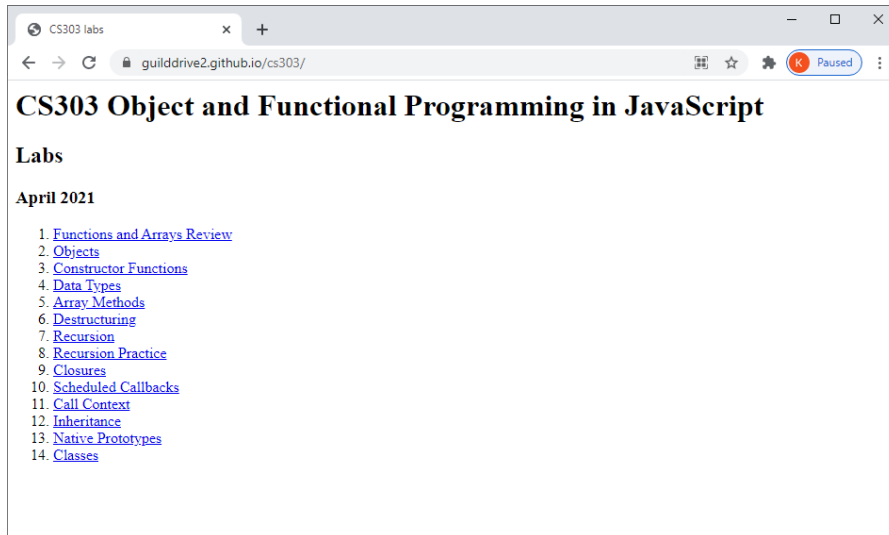 CS303 labs
guilddrive2.github.io/cs303/
K Paused
CS303 Object and Functional Programming in JavaScript
Labs
April 2021
1. Functions and Arrays Review
2. Objects
3. Constructor Functions
4. Data Types
5. Array Methods
6. Destructuring
7. Recursion
8. Recursion Practice
9. Closures
10. Scheduled Callbacks
11. Call Context
12. Inheritance
13. Native Prototypes
14. Classes